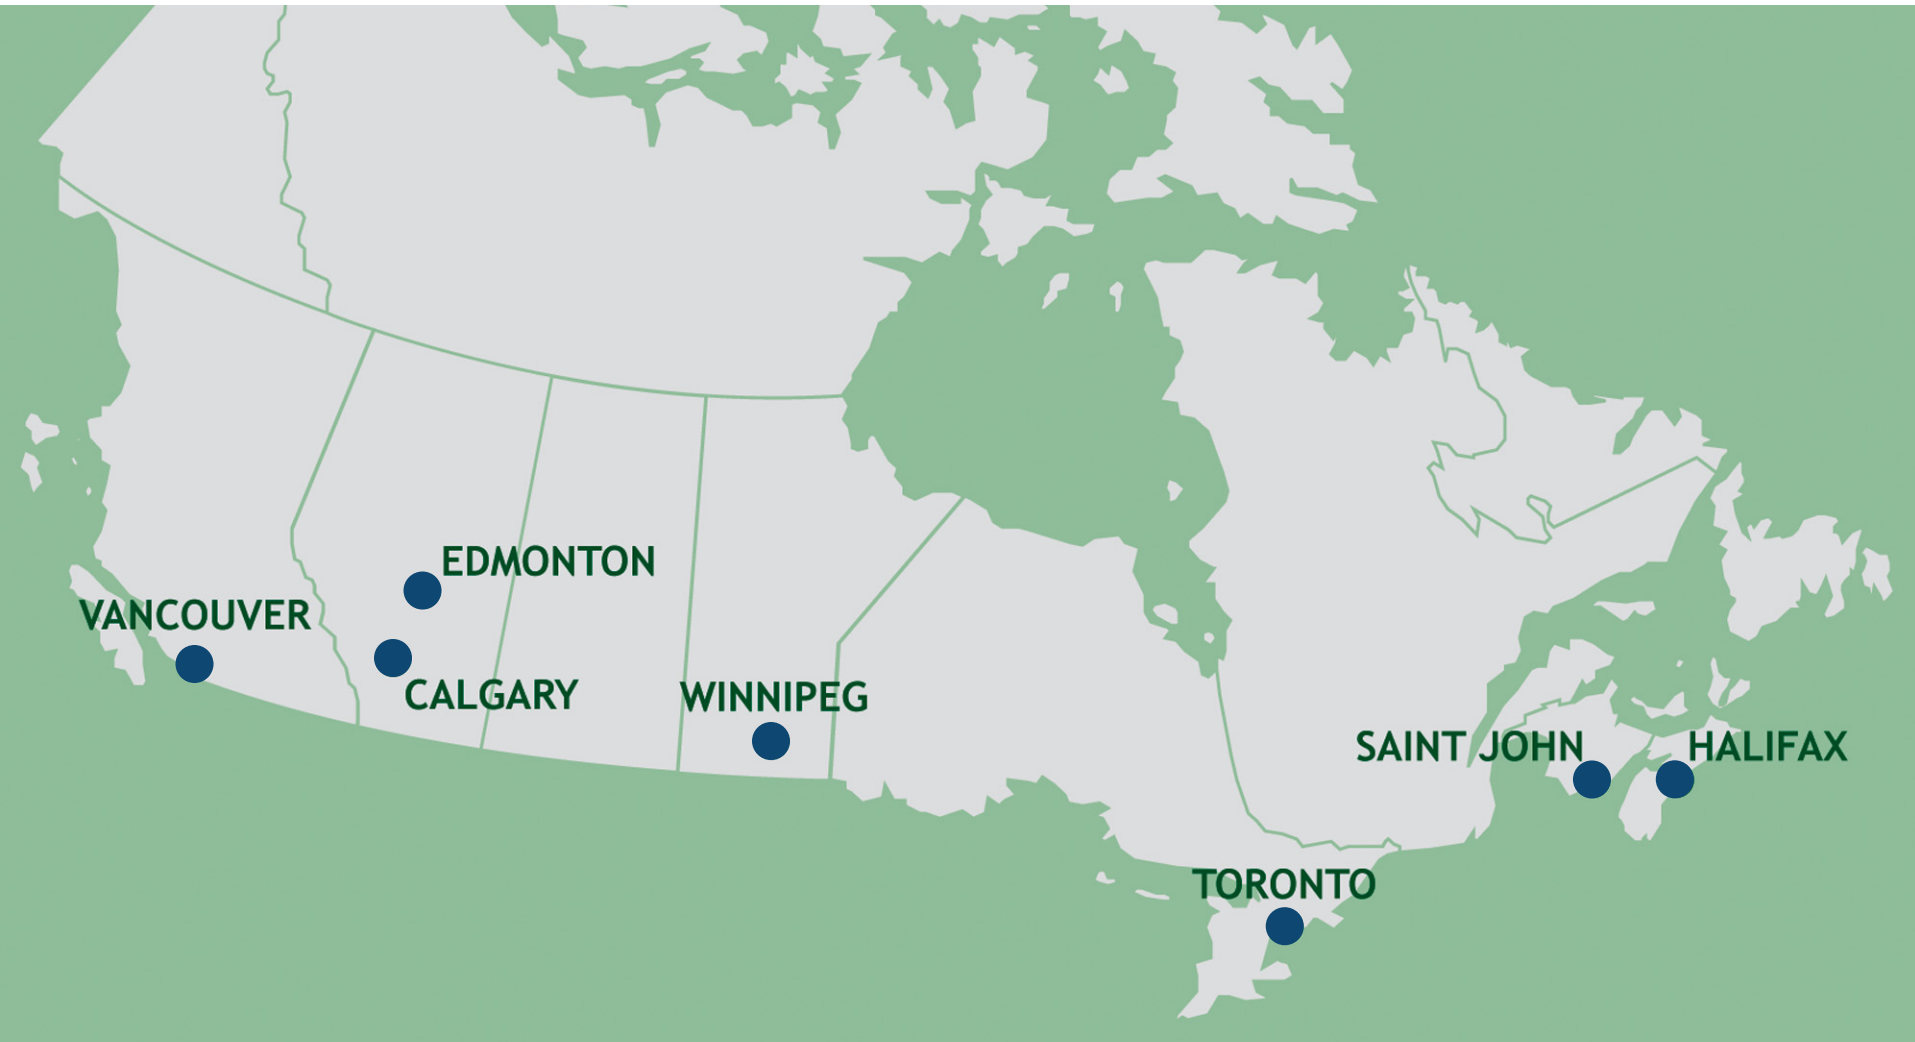 EDMONTON
VANCOUVER
CALGARY
WINNIPEG
SAINT JOHN
HALIFAX
TORONTO